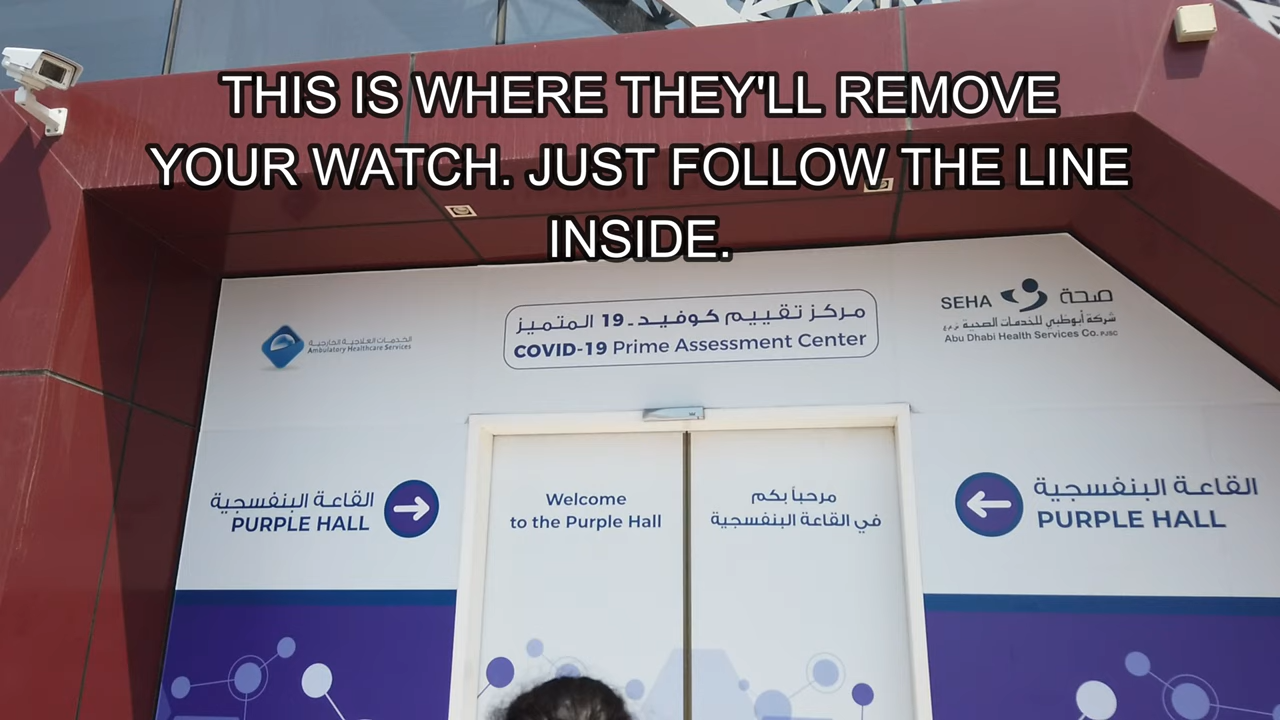 THIS IS WHERE THEY'LL REMOVE
YOUR WATCH. JUST FOLLOW THE LINE
INSIDE.
الخدمات العلاجية الخارجية
Ambulatory Healthcare Services
مركز تقييم كوفيد - 19 المتميز
COVID-19 Prime Assessment Center
SEHA صحة
شركة أبوظبي للخدمات الصحية ش.م.ع
Abu Dhabi Health Services Co. PJSC
القاعة البنفسجية
PURPLE HALL
Welcome
to the Purple Hall
مرحباً بكم
في القاعة البنفسجية
القاعة البنفسجية
PURPLE HALL